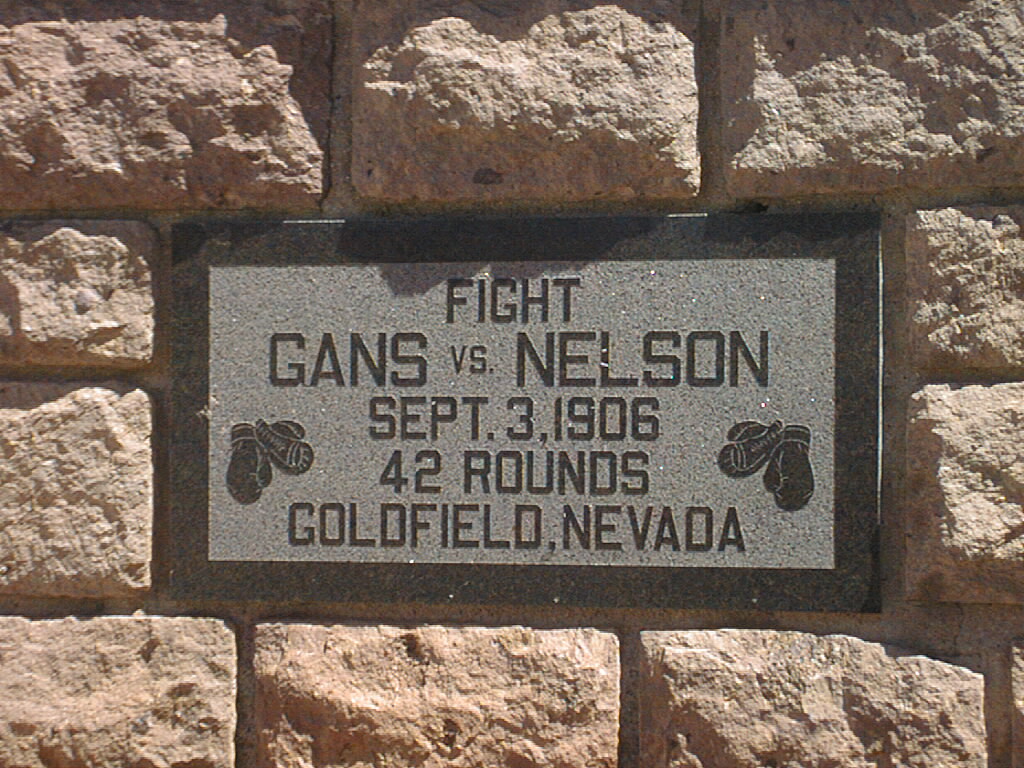 FIGHT
GANS VS. NELSON
SEPT. 3, 1906
42 ROUNDS
GOLDFIELD, NEVADA